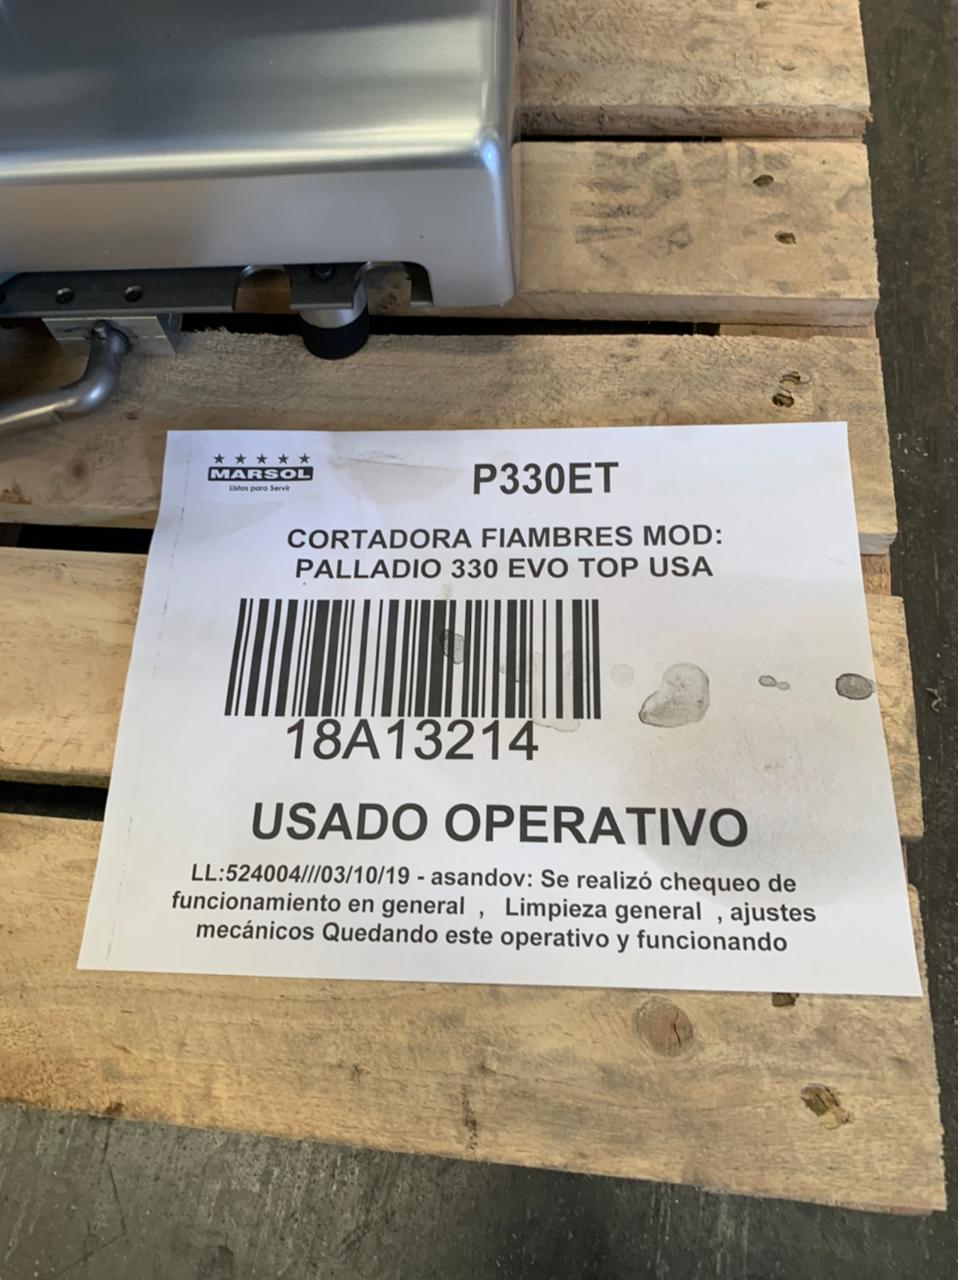 MARSOL
Listos para Servir
P330ET
CORTADORA FIAMBRES MOD:
PALLADIO 330 EVO TOP USA
18A13214
USADO OPERATIVO
LL:524004///03/10/19 - asandov: Se realizó chequeo de
funcionamiento en general , Limpieza general , ajustes
mecánicos Quedando este operativo y funcionando